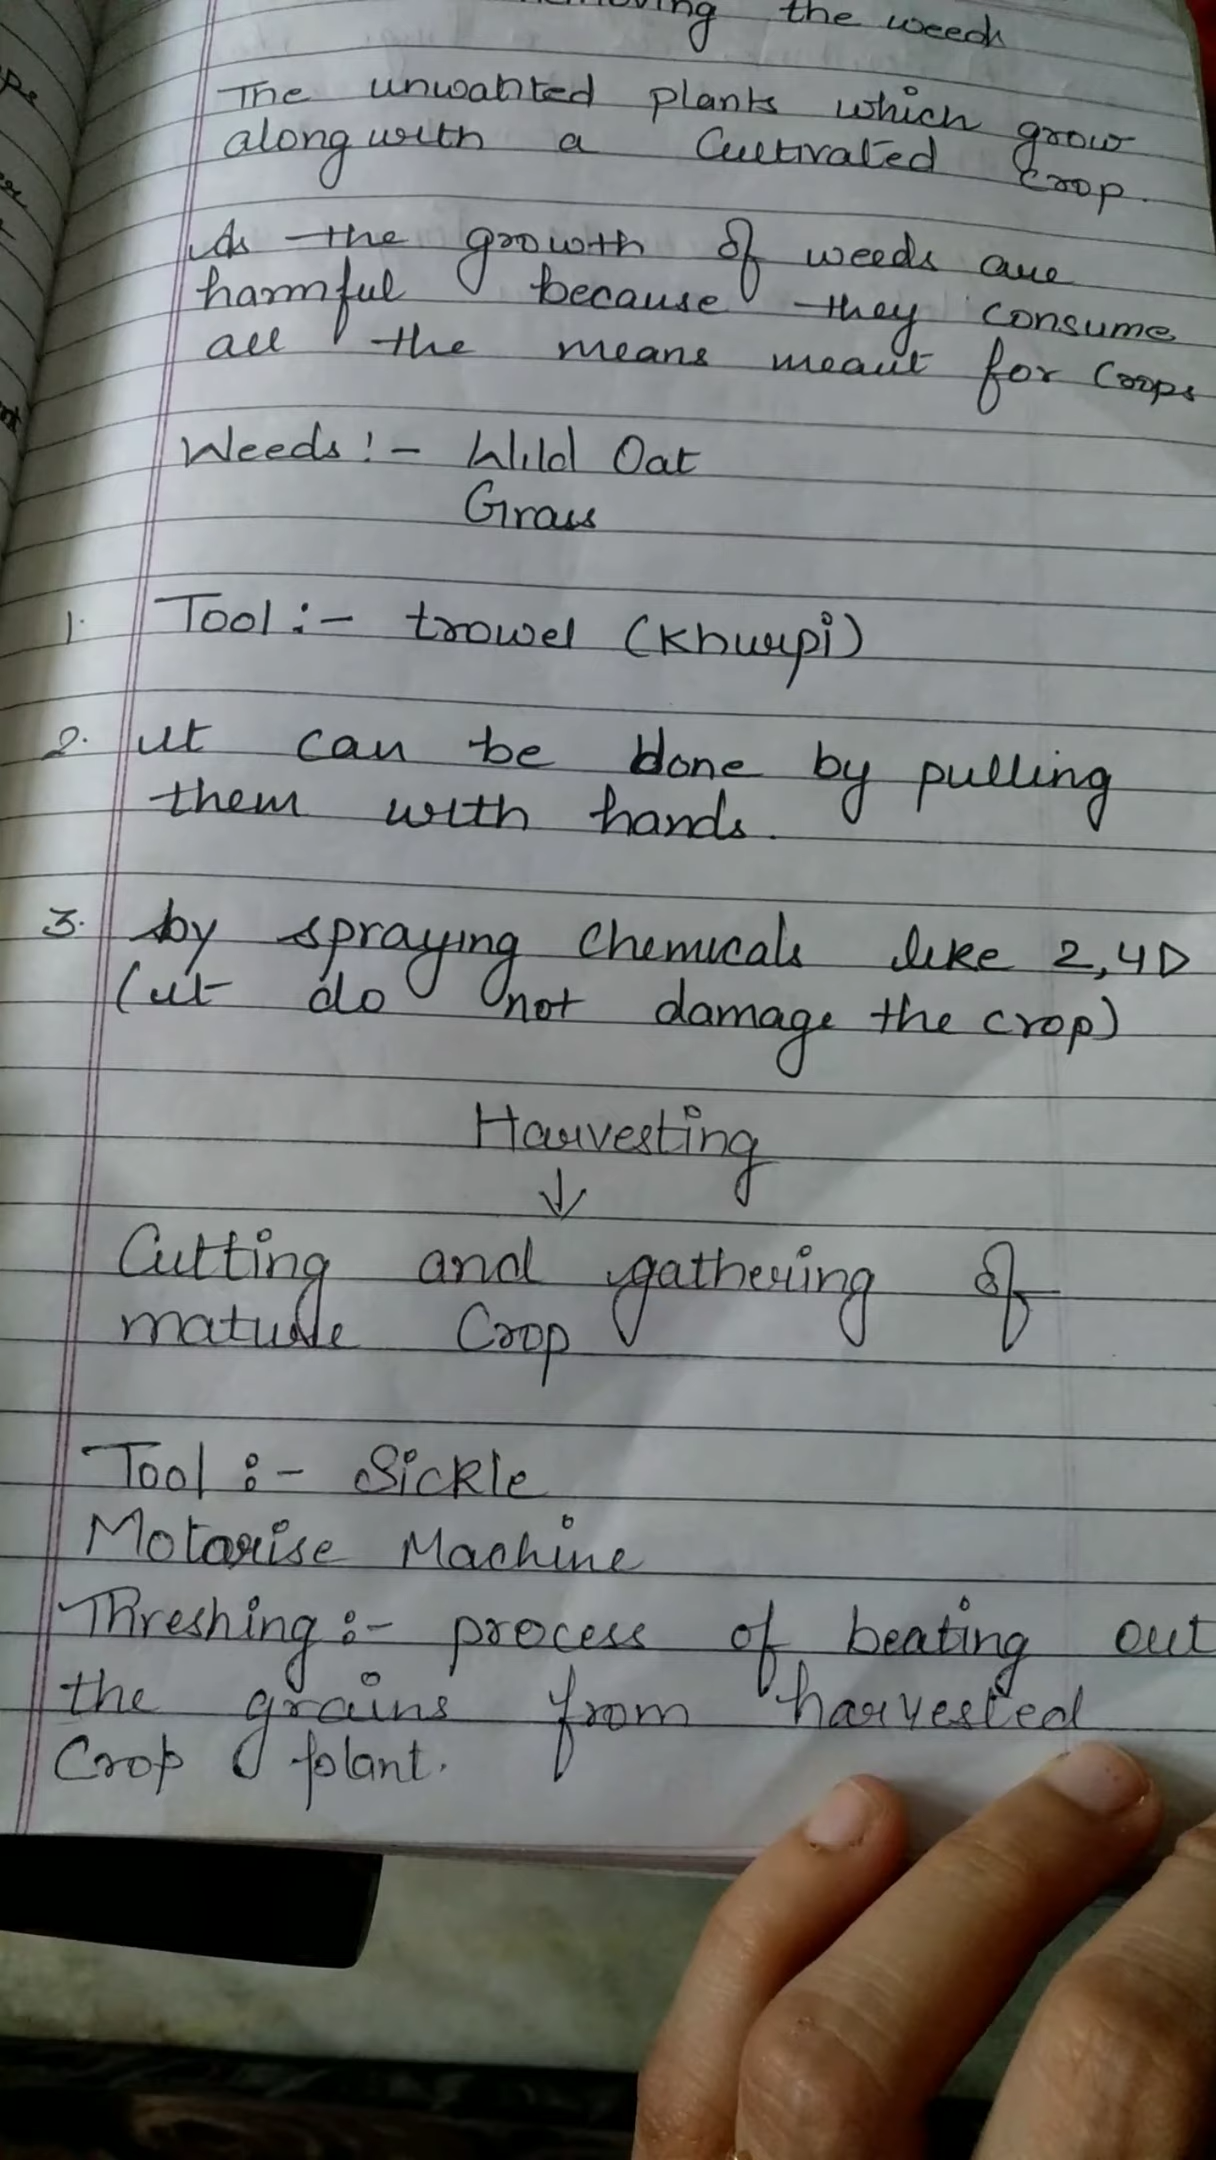 the weeds
The unwanted plants which grow
along with a Cultivated crop.
As the growth of weeds are
harmful because they consume
all the means meant for Crops
Weeds :- Wild Oat
Grass
1. Tool :- trowel (Khurpi)
2. it can be done by pulling
them with hands.
3. by spraying Chemicals like 2,4D
(it do not damage the crop)
Harvesting
↓
Cutting and gathering of
mature Crop
Tool :- Sickle
Motorise Machine
Threshing :- process of beating out
the grains from harvested
Crop plant.